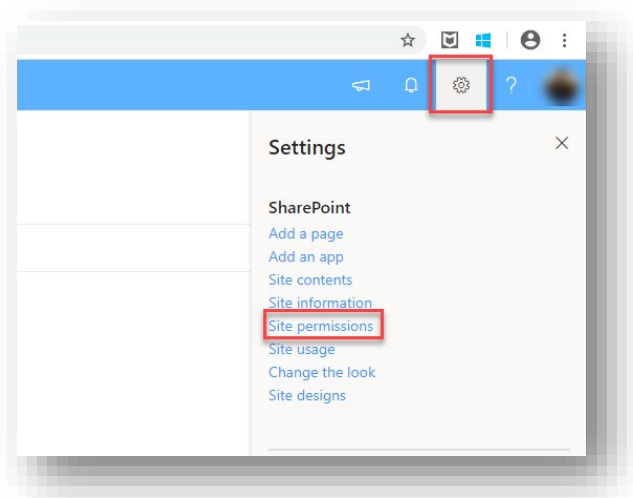 ?
Settings
SharePoint
Add a page
Add an app
Site contents
Site information
Site permissions
Site usage
Change the look
Site designs